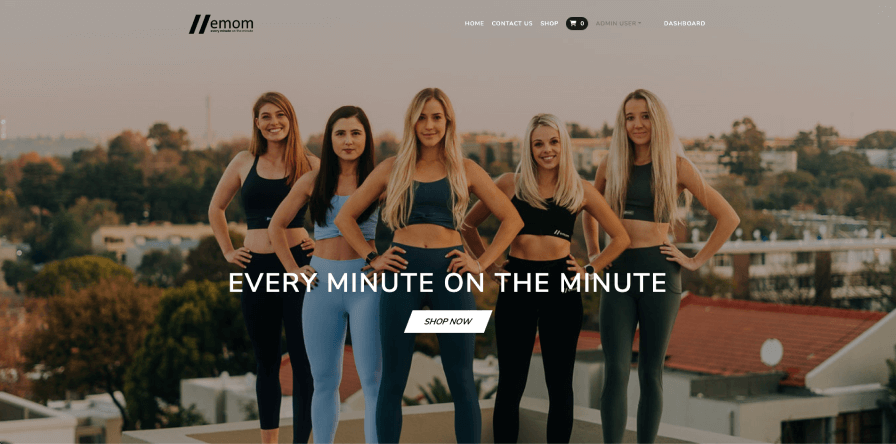 emom
every minute on the minute
HOME CONTACT US SHOP 0 ADMIN USER DASHBOARD
EVERY MINUTE ON THE MINUTE
SHOP NOW